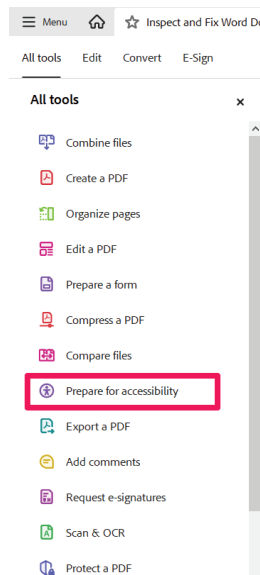 Menu
Inspect and Fix Word Do
All tools Edit Convert E-Sign
All tools
Combine files
Create a PDF
Organize pages
Edit a PDF
Prepare a form
Compress a PDF
Compare files
Prepare for accessibility
Export a PDF
Add comments
Request e-signatures
Scan & OCR
Protect a PDF